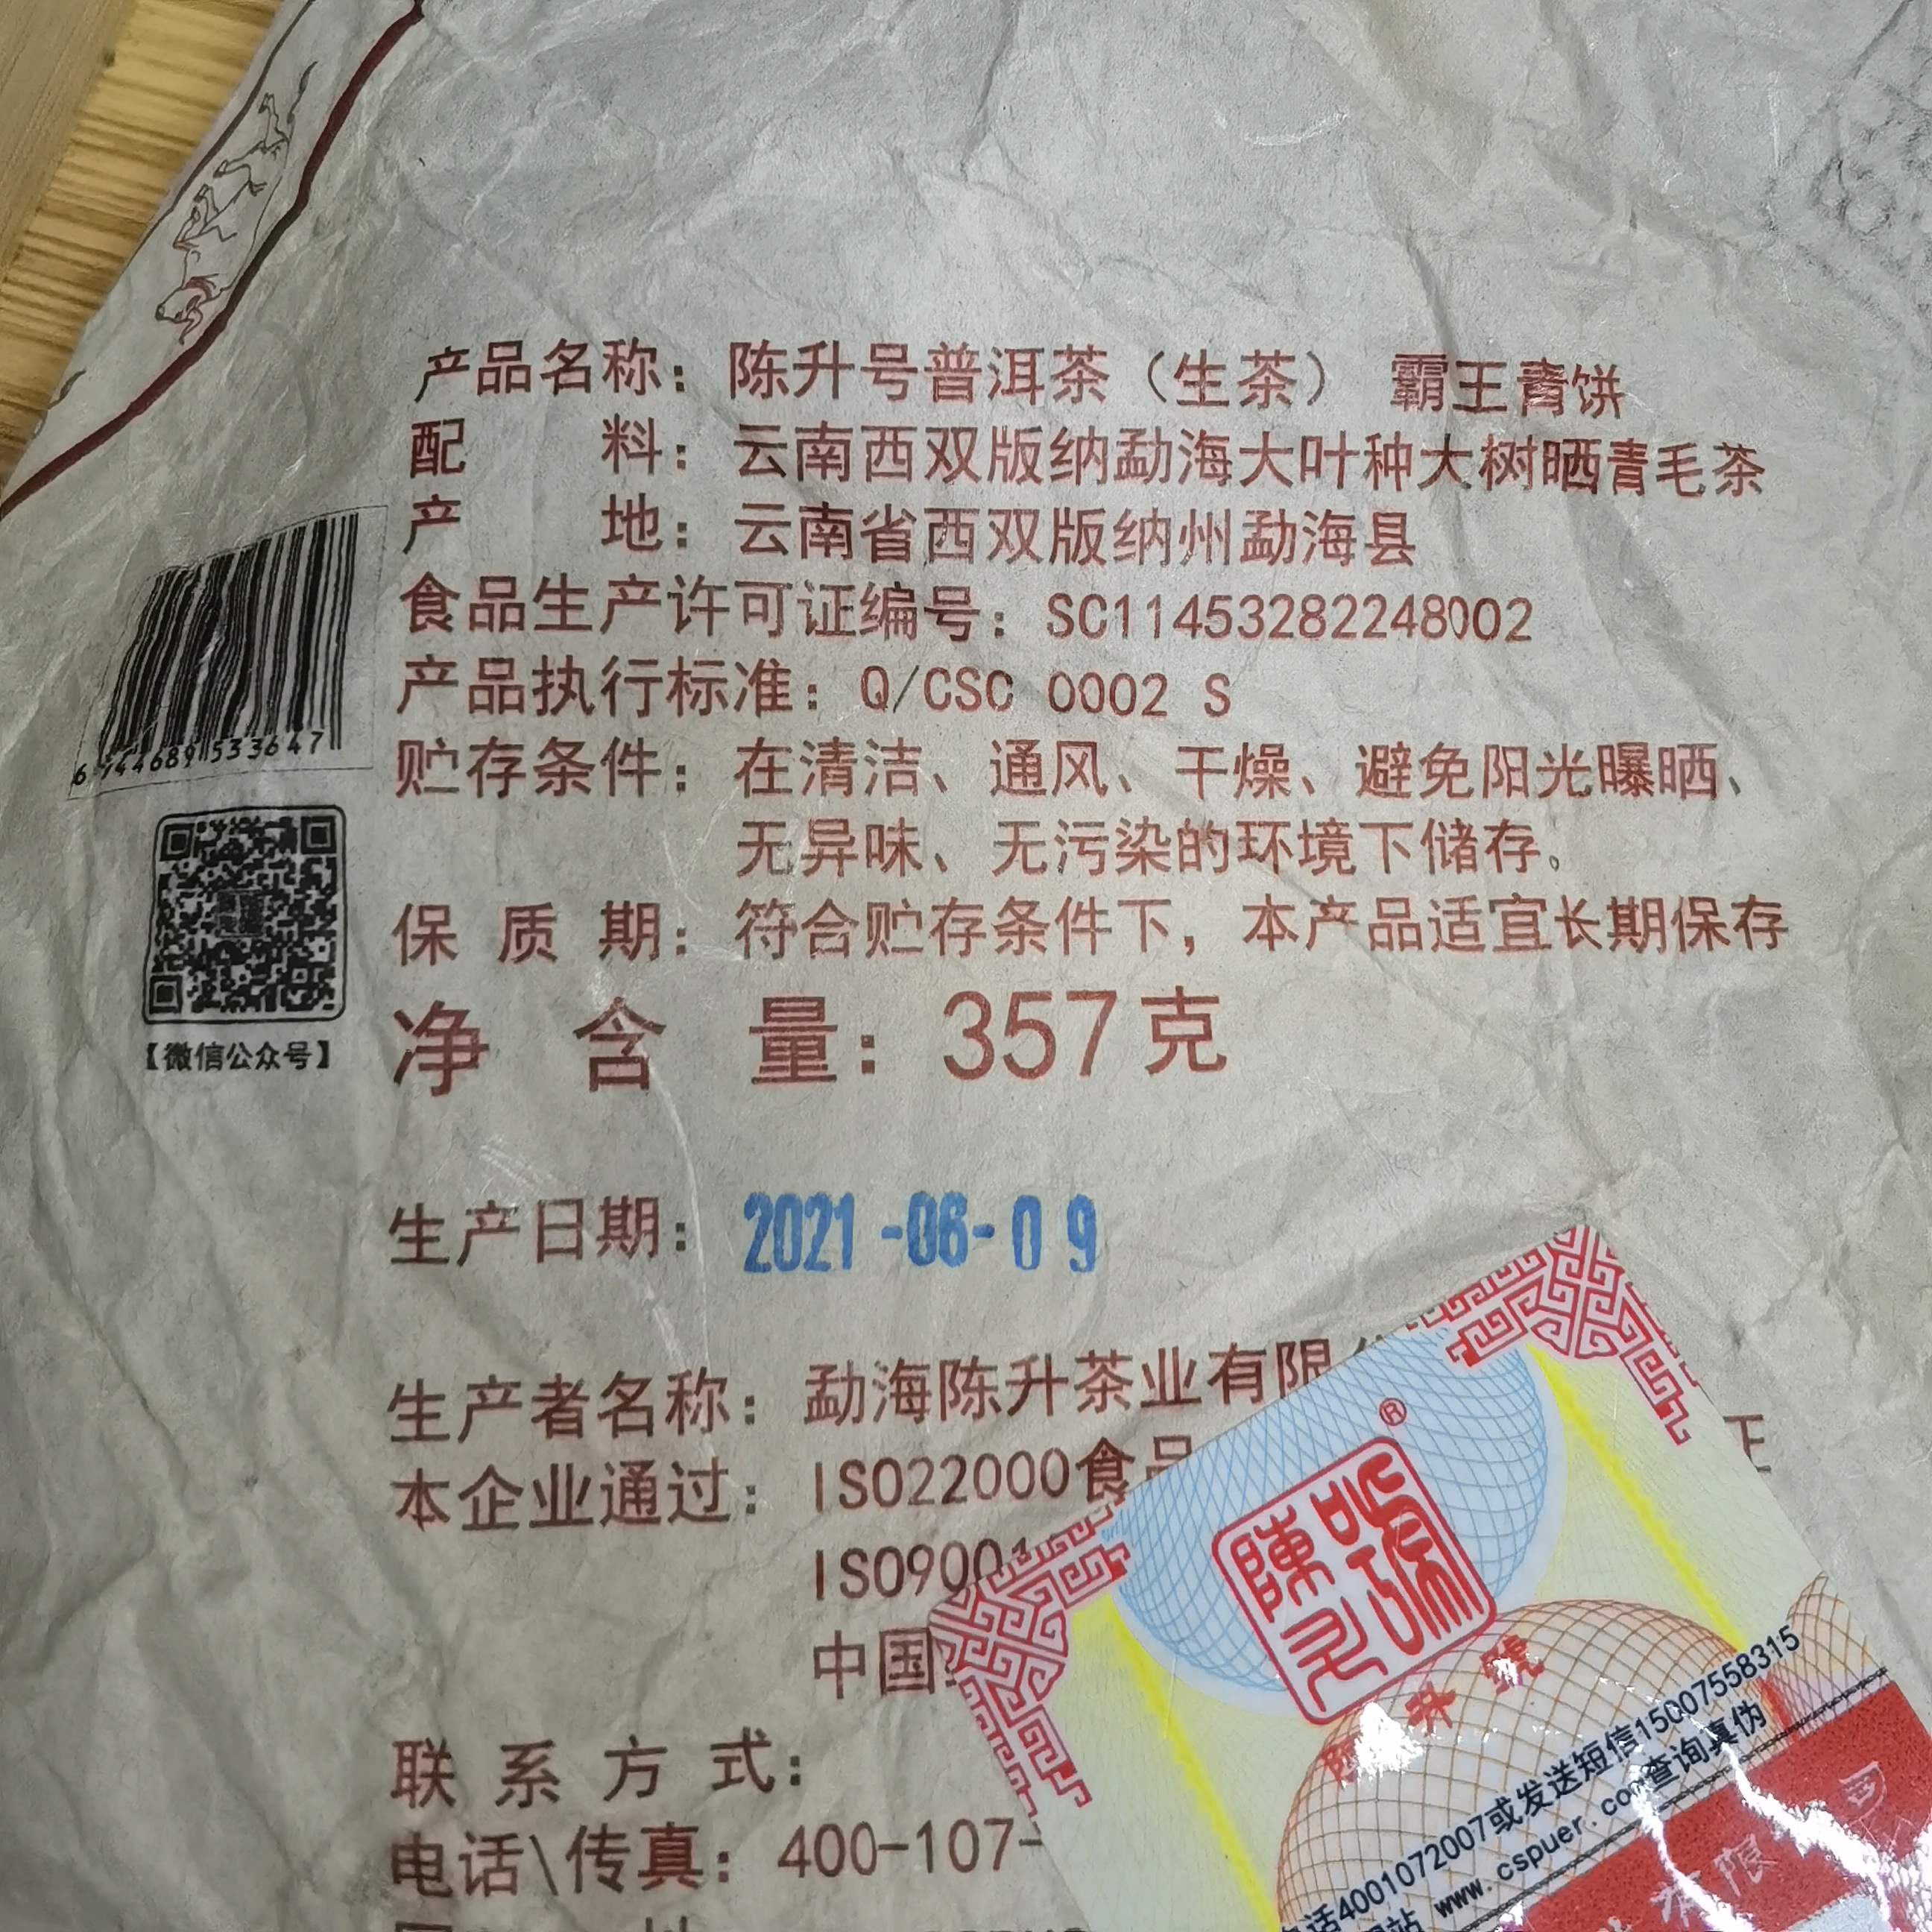 产品名称：陈升号普洱茶（生茶） 霸王青饼
配 料：云南西双版纳勐海大叶种大树晒青毛茶
产 地：云南省西双版纳州勐海县
食品生产许可证编号：SC11453282248002
产品执行标准：Q/CSC 0002 S
贮存条件：在清洁、通风、干燥、避免阳光曝晒、
无异味、无污染的环境下储存。
保 质 期：符合贮存条件下，本产品适宜长期保存
净 含 量：357克
6 944689 533647
【微信公众号】
生产日期：2021-06-09
生产者名称：勐海陈升茶业有限
本企业通过：ISO22000食品
ISO9001
中国
联 系 方 式：
电话\传真：400-107-
®
陳升號
陳升號
话4001072007或发送短信15007558315
网站 www.cspuer.com查询真伪
有限